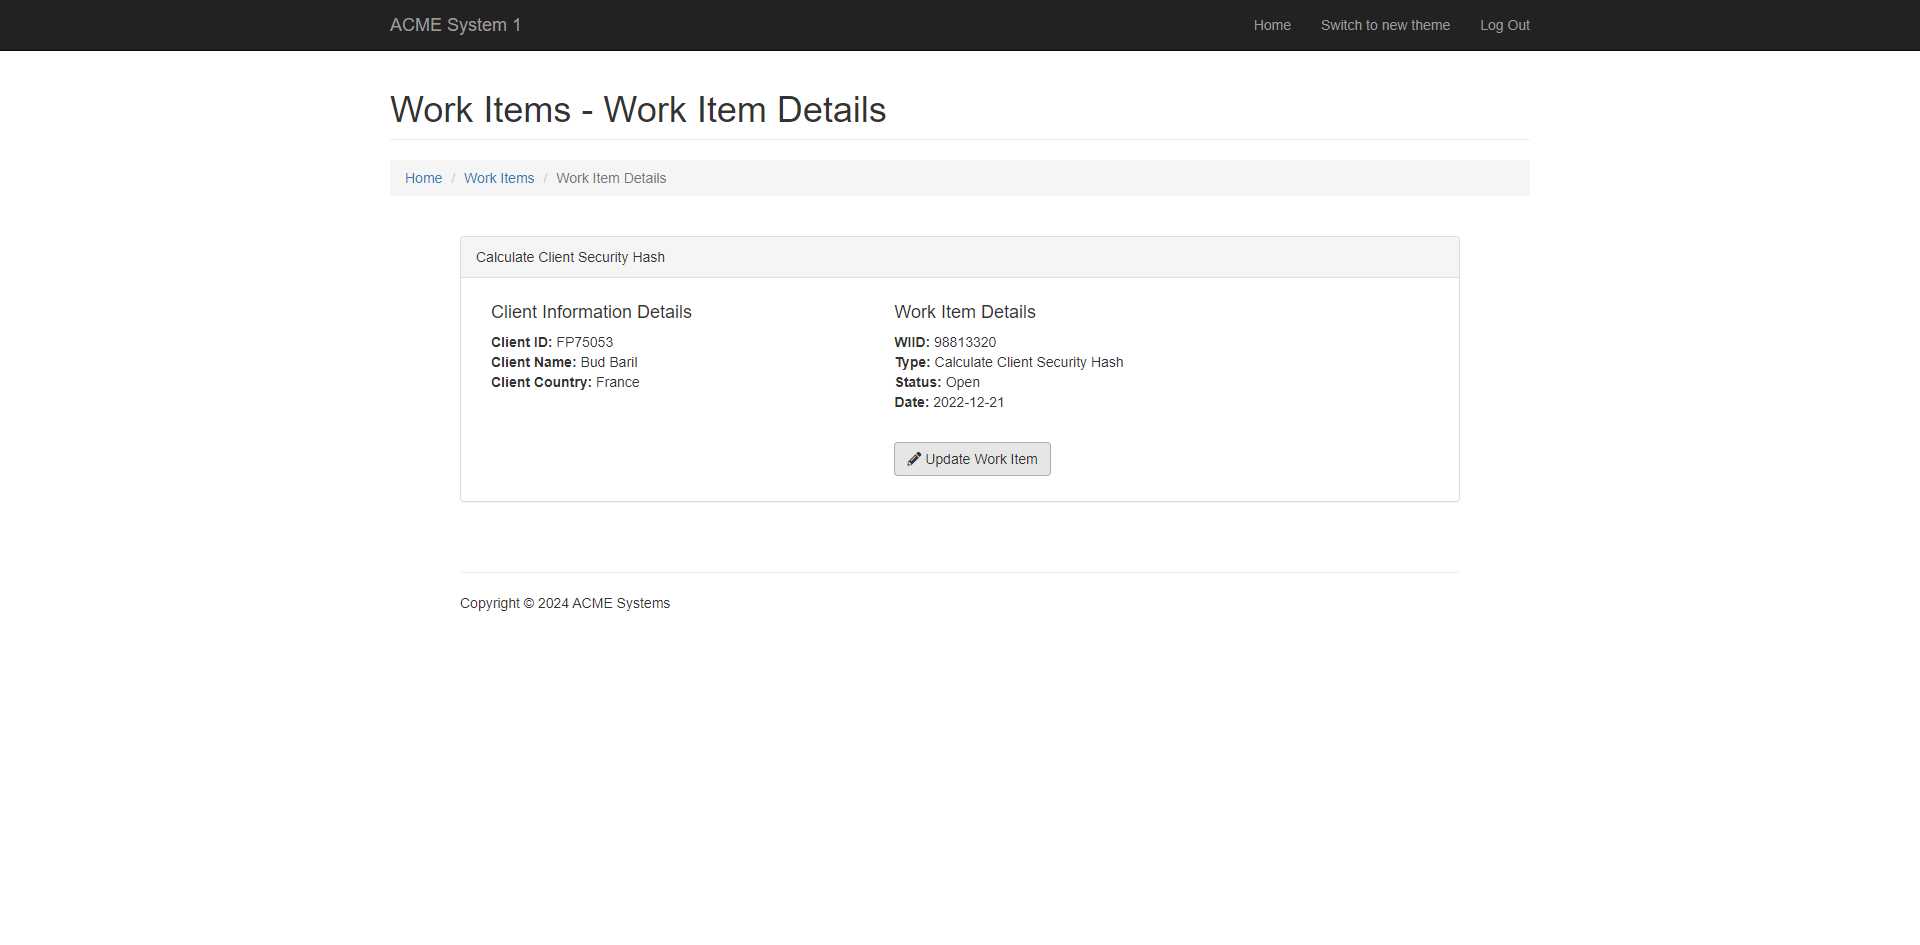 ACME System 1
Home
Switch to new theme
Log Out
Work Items - Work Item Details
Home / Work Items / Work Item Details
Calculate Client Security Hash
Client Information Details
Client ID: FP75053
Client Name: Bud Baril
Client Country: France
Work Item Details
WIID: 98813320
Type: Calculate Client Security Hash
Status: Open
Date: 2022-12-21
Update Work Item
Copyright © 2024 ACME Systems